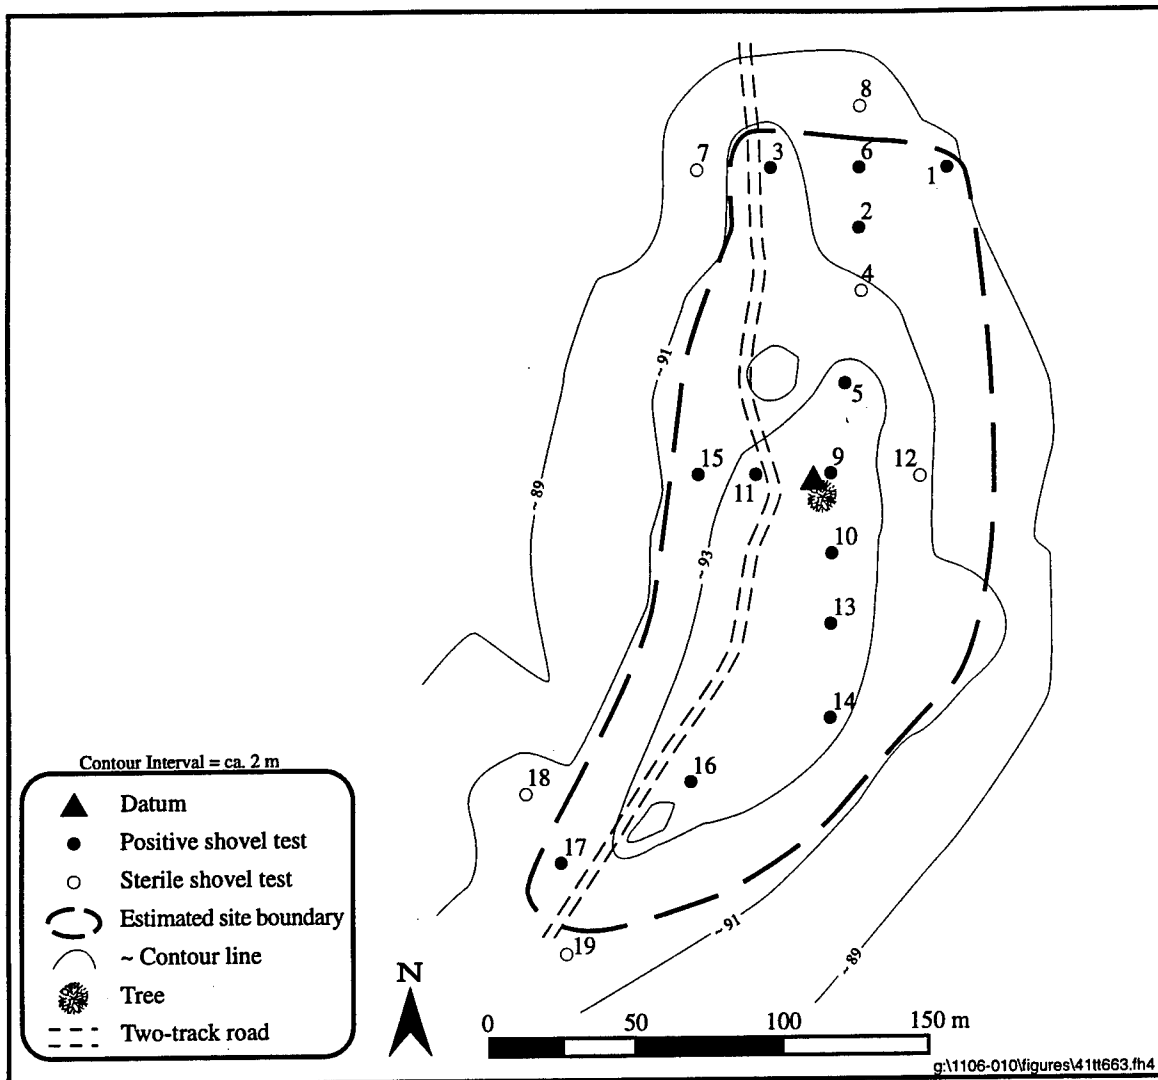 8
7
3
6
1
2
4
~ 91
5
15
11
9
12
~ 89
10
~ 93
13
14
16
18
17
19
~ 91
~ 89
Contour Interval = ca. 2 m
Datum
Positive shovel test
Sterile shovel test
Estimated site boundary
~ Contour line
Tree
Two-track road
N
0 50 100 150 m
g:\1106-010\figures\41tt663.fh4